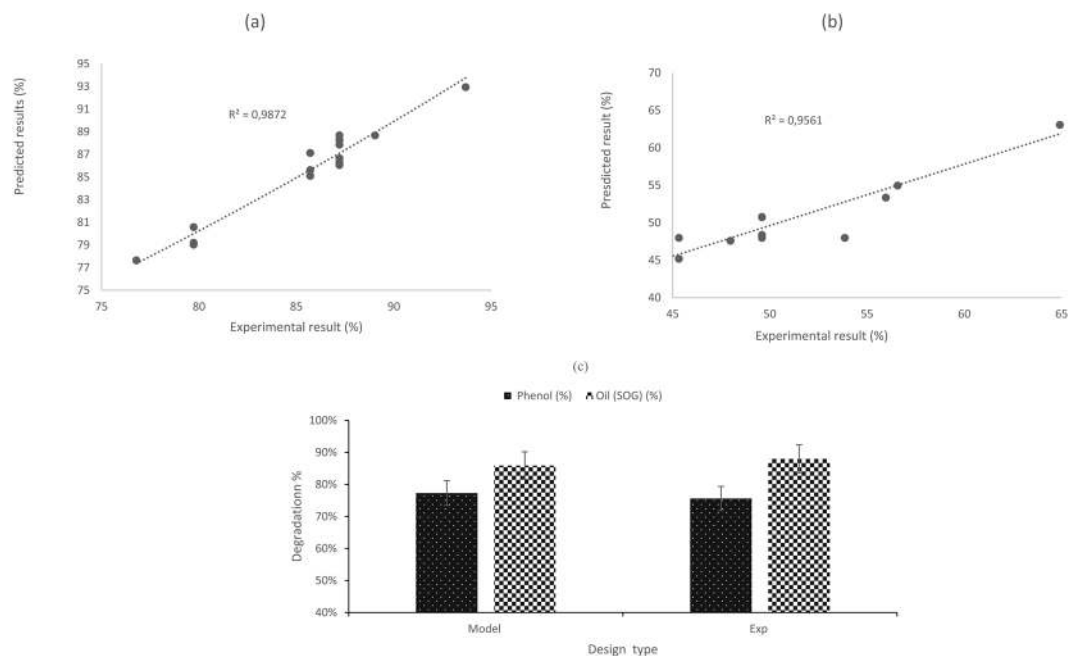 (a)
Predicted results (%)
95
93
91
89
87
85
83
81
79
77
75
R² = 0,9872
75 80 85 90 95
Experimental result (%)
(b)
Presdicted result (%)
70
65
60
55
50
45
40
R² = 0,9561
45 50 55 60 65
Experimental result (%)
(c)
Phenol (%) Oil (SOG) (%)
Degradationn %
100%
90%
80%
70%
60%
50%
40%
Model Exp
Design type